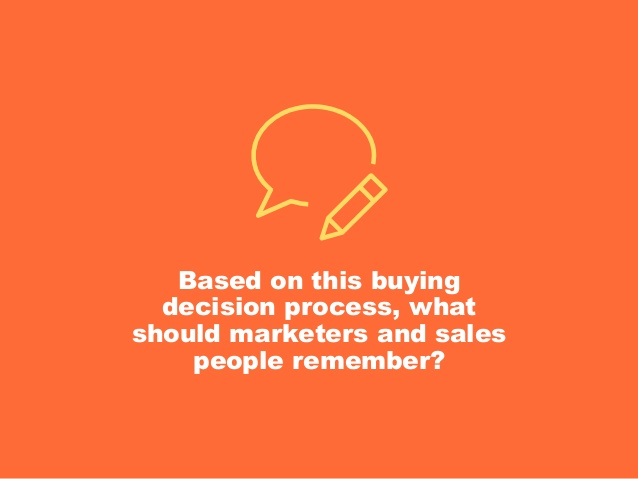 Based on this buying
decision process, what
should marketers and sales
people remember?